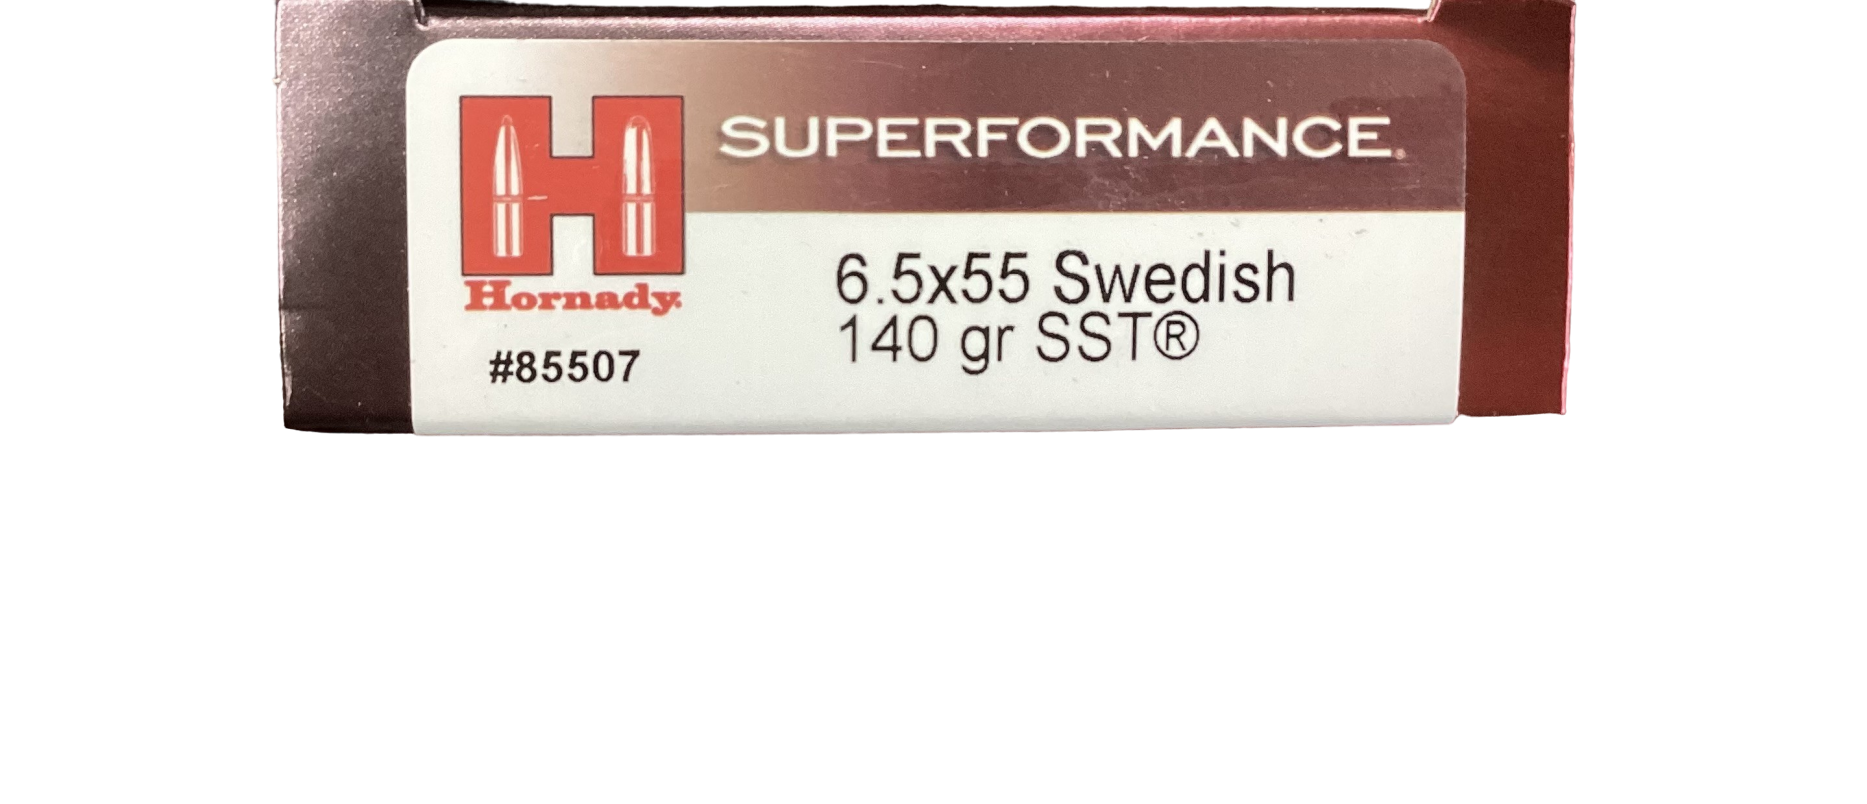 SUPERFORMANCE®
Hornady®
#85507
6.5x55 Swedish
140 gr SST®